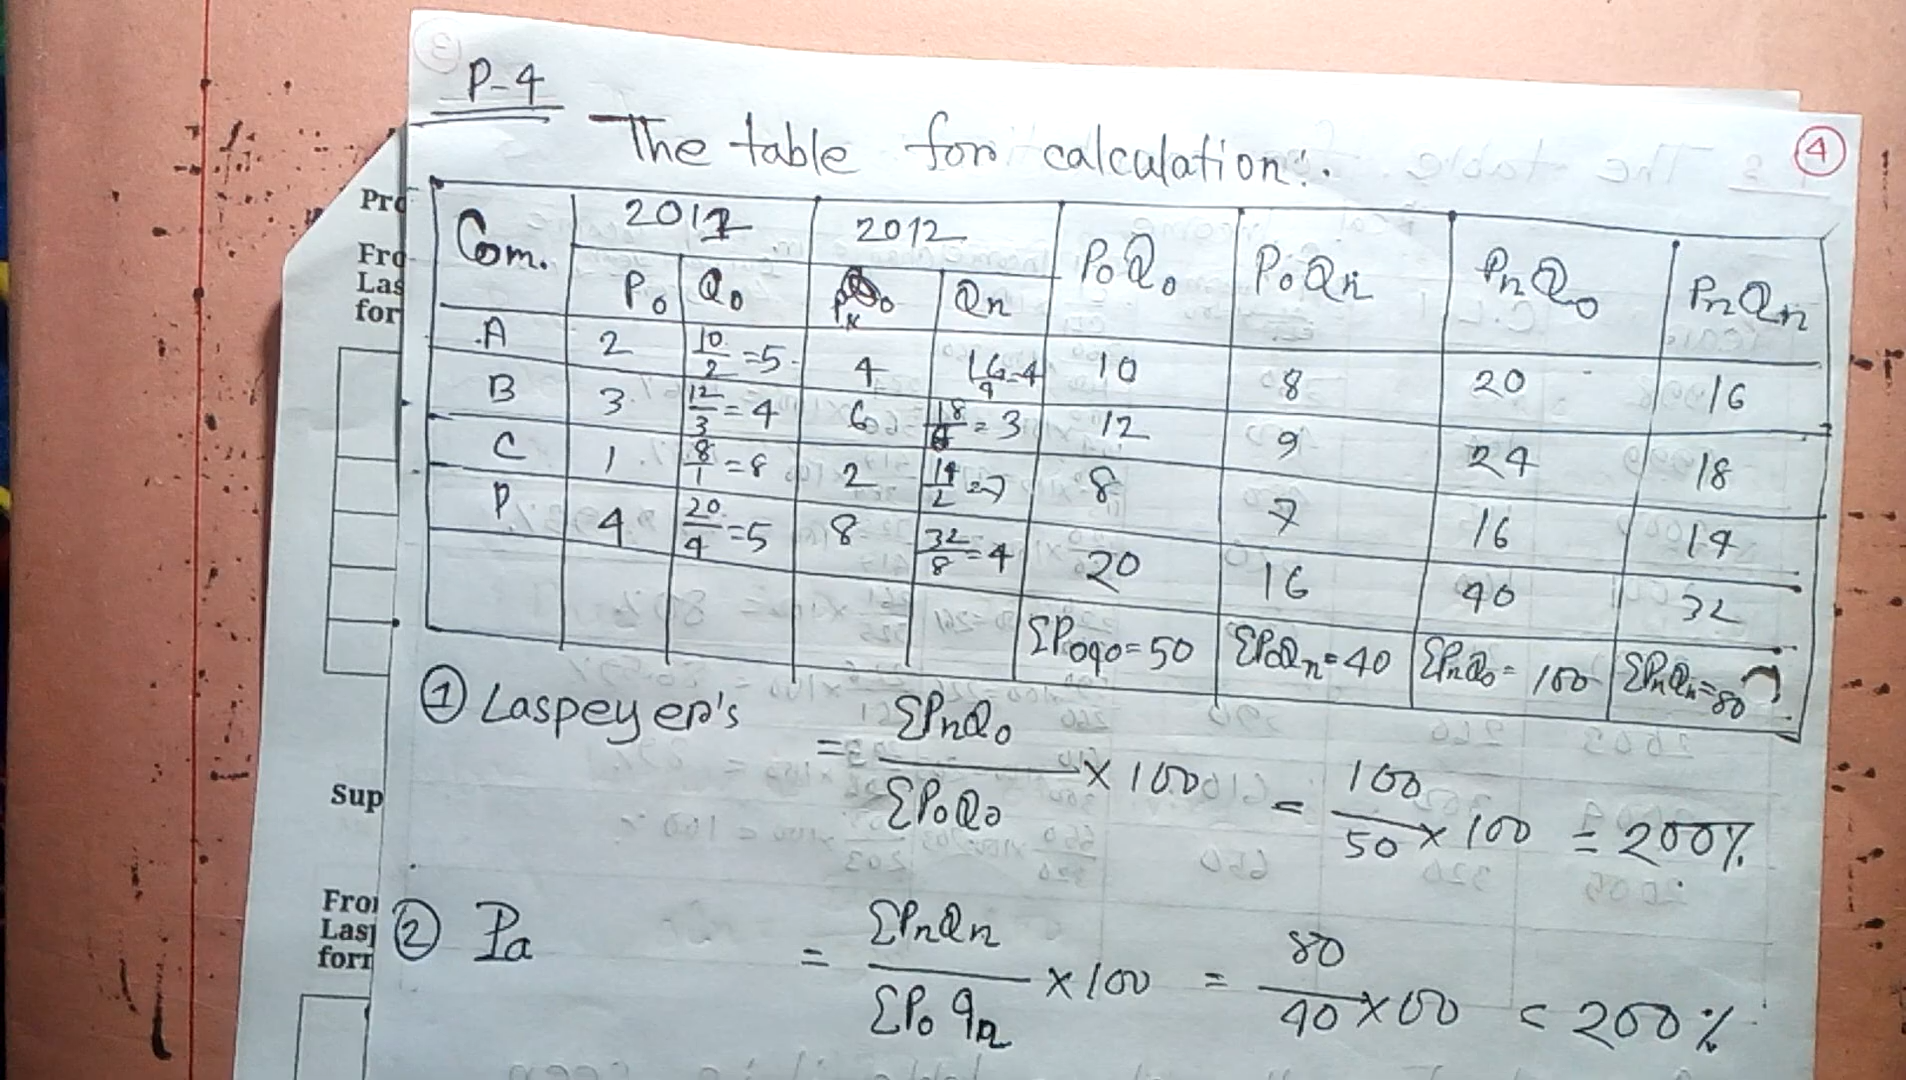 P-4
The table for calculation:.
4
Com. 2011 2012 P₀Q₀ P₀Qn PnQ₀ PnQn
P₀ Q₀ Pn Qn
A 2 10/2 =5 4 16/4=4 10 8 20 16
B 3 12/3 = 4 6 18/6 = 3 12 9 24 18
C 1 8/1 = 8 2 14/2 =7 8 7 16 14
P 4 20/4 =5 8 32/8 = 4 20 16 40 32
ΣP₀q₀ = 50 ΣP₀Qn = 40 ΣPnQ₀ = 100 ΣPnQn = 80
① Laspeyer's = ΣPnQ₀/ΣP₀Q₀ × 100 = 100/50 × 100 = 200%
② Pa = ΣPnQn/ΣP₀qn × 100 = 80/40 × 100 = 200%
Pro
Fro
Las
for
Sup
From
Lasp
form